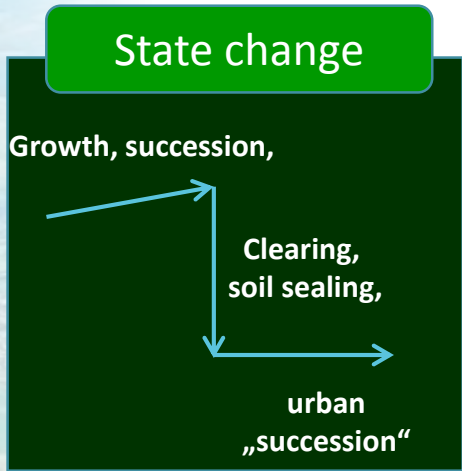 State change
Growth, succession,
Clearing,
soil sealing,
urban
„succession“